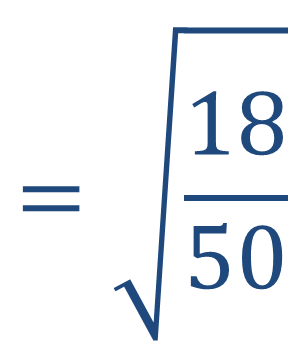 = √
18
50